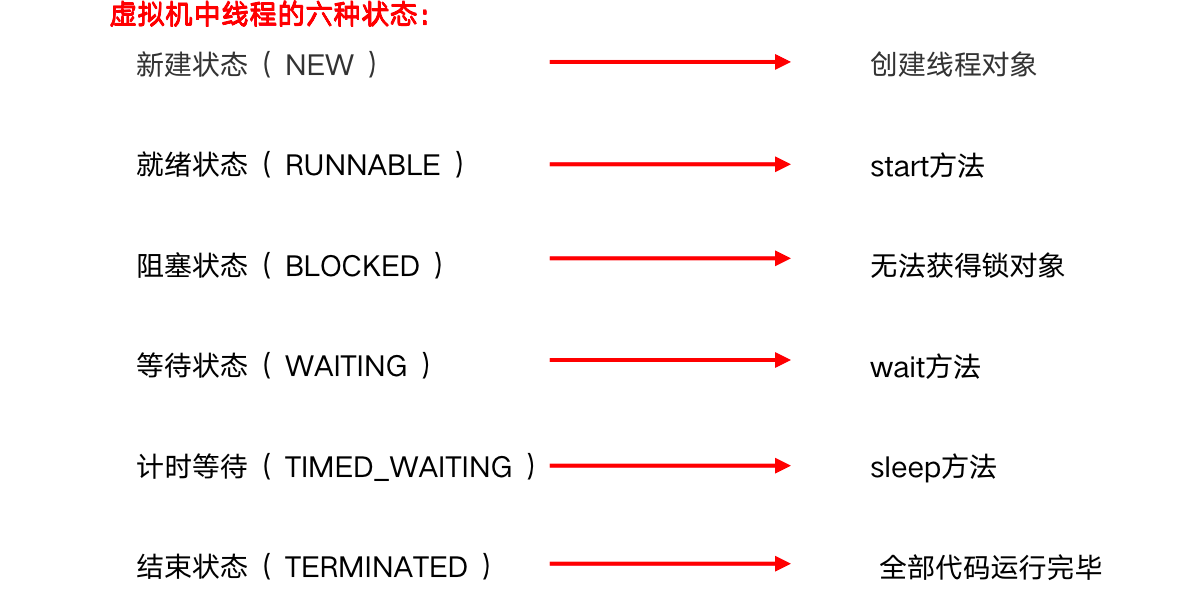 虚拟机中线程的六种状态：
新建状态（ NEW ） 创建线程对象
就绪状态（ RUNNABLE ） start方法
阻塞状态（ BLOCKED ） 无法获得锁对象
等待状态（ WAITING ） wait方法
计时等待（ TIMED_WAITING ） sleep方法
结束状态（ TERMINATED ） 全部代码运行完毕